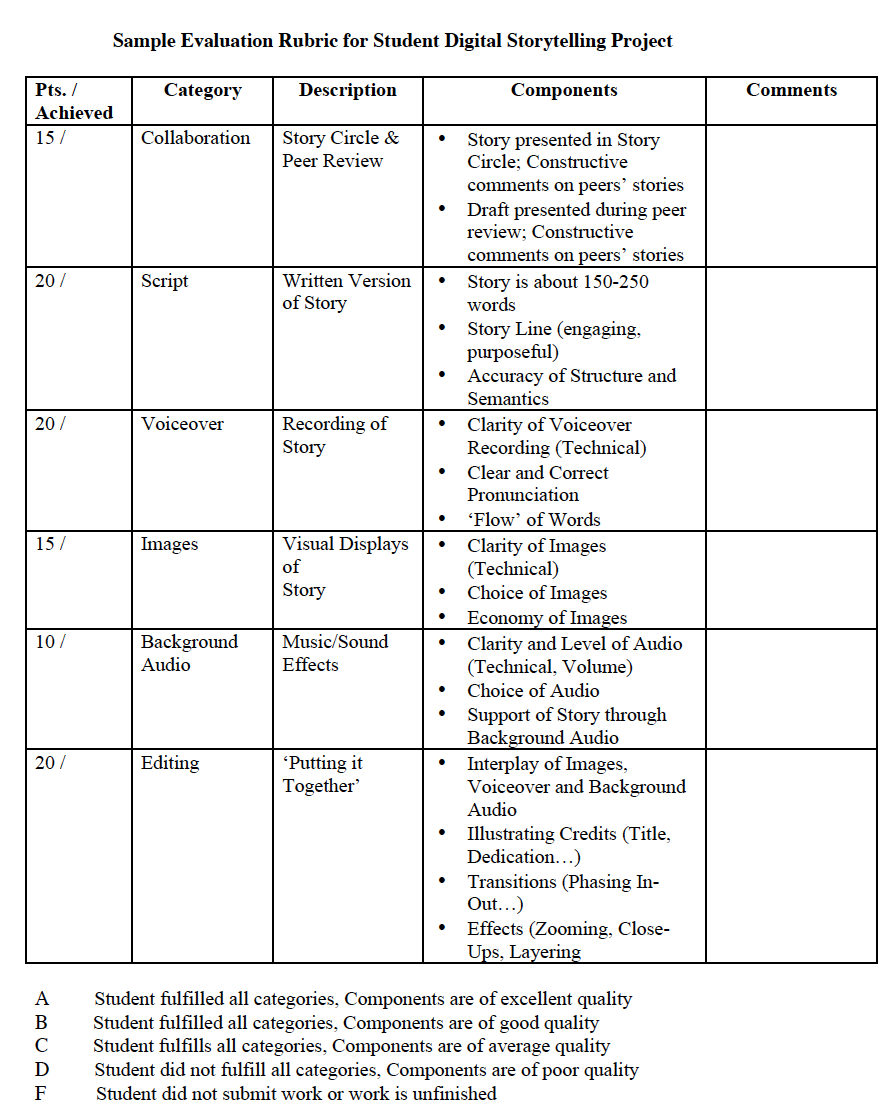 Sample Evaluation Rubric for Student Digital Storytelling Project
Pts. / Achieved
Category
Description
Components
Comments
15 /
Collaboration
Story Circle &
Peer Review
• Story presented in Story
Circle; Constructive
comments on peers’ stories
• Draft presented during peer
review; Constructive
comments on peers’ stories
20 /
Script
Written Version
of Story
• Story is about 150-250
words
• Story Line (engaging,
purposeful)
• Accuracy of Structure and
Semantics
20 /
Voiceover
Recording of
Story
• Clarity of Voiceover
Recording (Technical)
• Clear and Correct
Pronunciation
• ‘Flow’ of Words
15 /
Images
Visual Displays
of
Story
• Clarity of Images
(Technical)
• Choice of Images
• Economy of Images
10 /
Background
Audio
Music/Sound
Effects
• Clarity and Level of Audio
(Technical, Volume)
• Choice of Audio
• Support of Story through
Background Audio
20 /
Editing
‘Putting it
Together’
• Interplay of Images,
Voiceover and Background
Audio
• Illustrating Credits (Title,
Dedication…)
• Transitions (Phasing In-
Out…)
• Effects (Zooming, Close-
Ups, Layering
A Student fulfilled all categories, Components are of excellent quality
B Student fulfilled all categories, Components are of good quality
C Student fulfills all categories, Components are of average quality
D Student did not fulfill all categories, Components are of poor quality
F Student did not submit work or work is unfinished